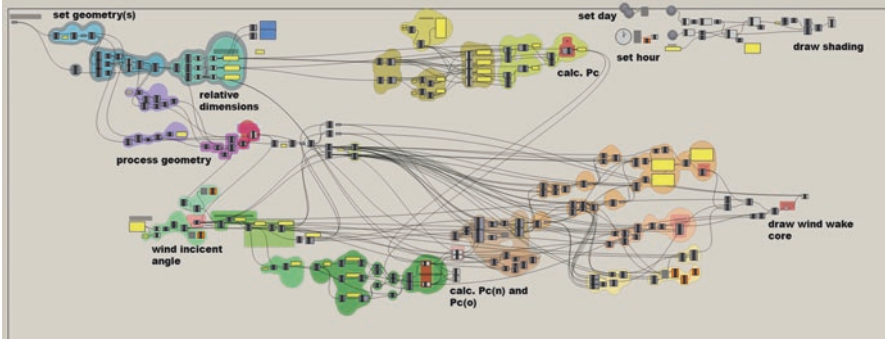 set geometry(s)
set day
draw shading
set hour
calc. Pc
relative
dimensions
process geometry
draw wind wake
core
wind incicent
angle
calc. Pc(n) and
Pc(o)